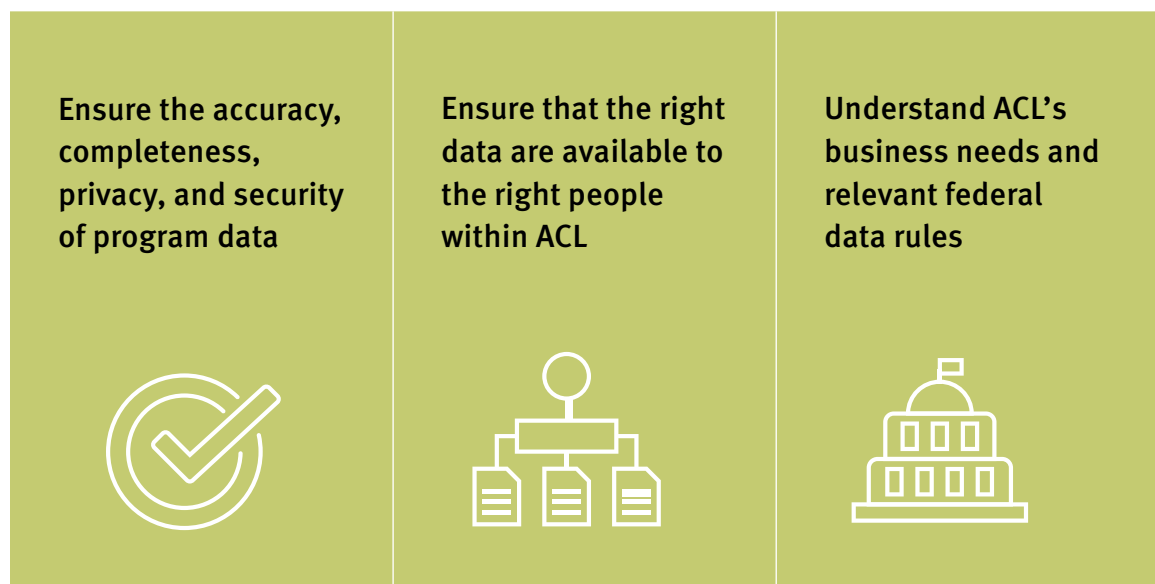 Ensure the accuracy,
completeness,
privacy, and security
of program data
Ensure that the right
data are available to
the right people
within ACL
Understand ACL’s
business needs and
relevant federal
data rules